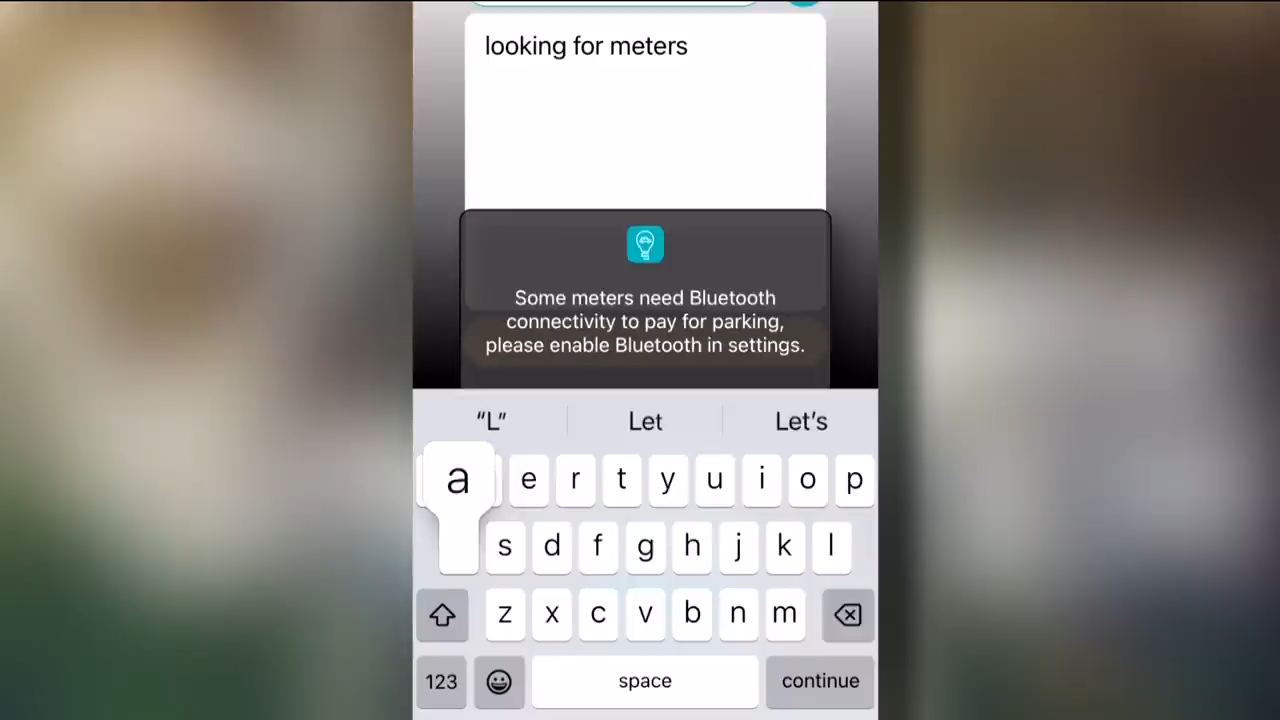 looking for meters
Some meters need Bluetooth
connectivity to pay for parking,
please enable Bluetooth in settings.
“L” Let Let’s
a e r t y u i o p
s d f g h j k l
z x c v b n m
123 space continue